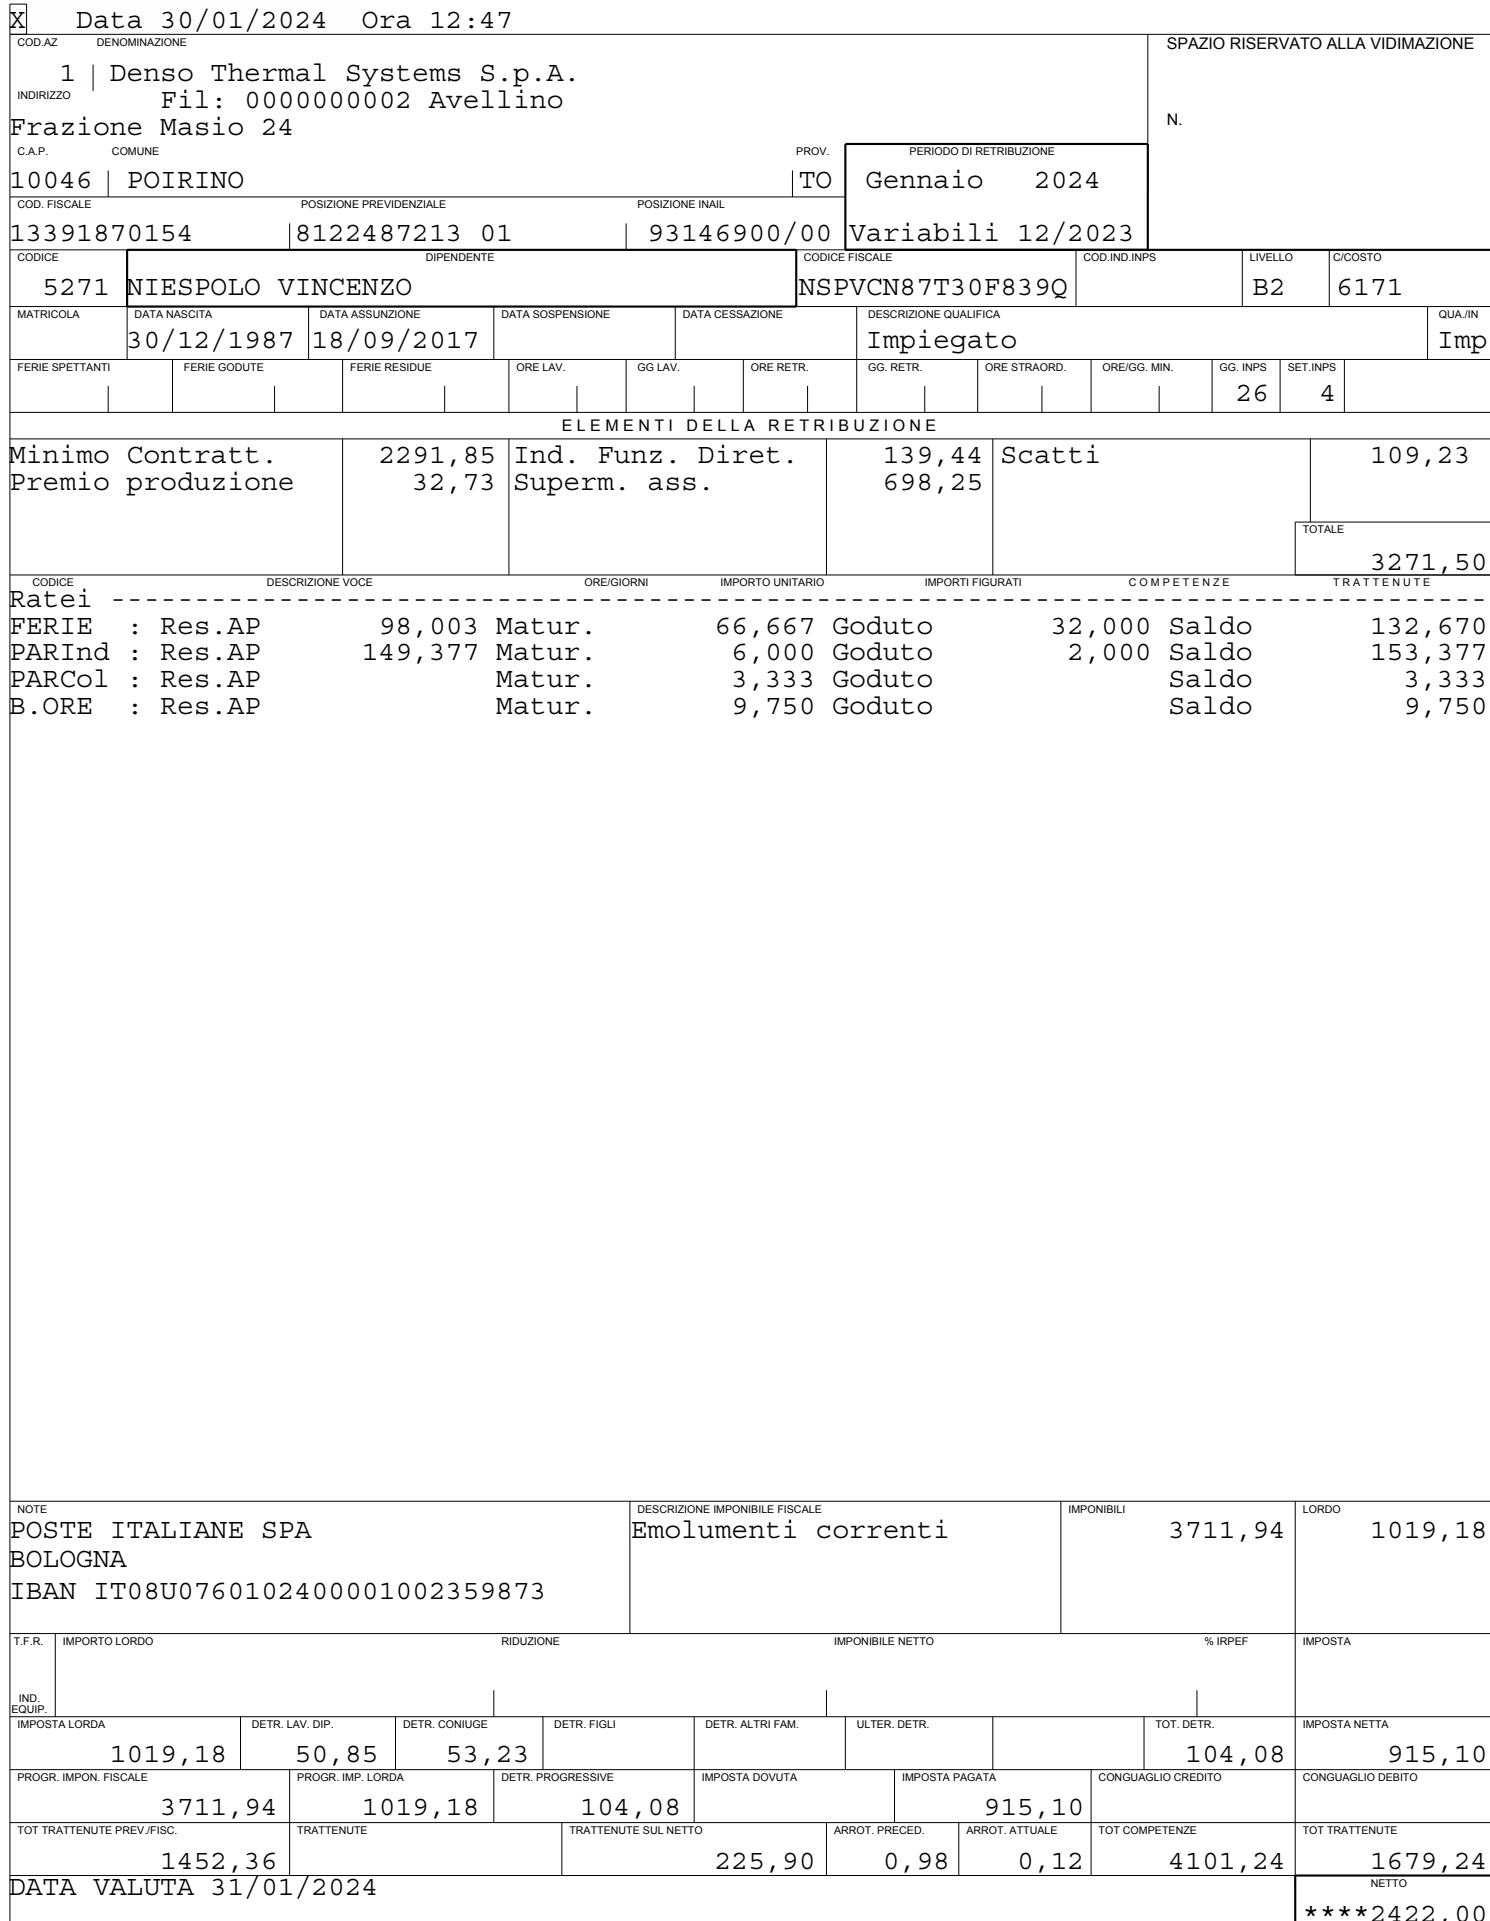 X Data 30/01/2024 Ora 12:47
COD.AZ DENOMINAZIONE SPAZIO RISERVATO ALLA VIDIMAZIONE
1 Denso Thermal Systems S.p.A.
INDIRIZZO Fil: 0000000002 Avellino
Frazione Masio 24 N.
C.A.P. COMUNE PROV. PERIODO DI RETRIBUZIONE
10046 POIRINO TO Gennaio 2024
COD. FISCALE POSIZIONE PREVIDENZIALE POSIZIONE INAIL
13391870154 8122487213 01 93146900/00 Variabili 12/2023
CODICE DIPENDENTE CODICE FISCALE COD.IND.INPS LIVELLO C/COSTO
5271 NIESPOLO VINCENZO NSPVCN87T30F839Q B2 6171
MATRICOLA DATA NASCITA DATA ASSUNZIONE DATA SOSPENSIONE DATA CESSAZIONE DESCRIZIONE QUALIFICA QUA./IN
30/12/1987 18/09/2017 Impiegato Imp
FERIE SPETTANTI FERIE GODUTE FERIE RESIDUE ORE LAV. GG LAV. ORE RETR. GG. RETR. ORE STRAORD. ORE/GG. MIN. GG. INPS SET.INPS
26 4
ELEMENTI DELLA RETRIBUZIONE
Minimo Contratt. 2291,85 Ind. Funz. Diret. 139,44 Scatti 109,23
Premio produzione 32,73 Superm. ass. 698,25
TOTALE
3271,50
CODICE DESCRIZIONE VOCE ORE/GIORNI IMPORTO UNITARIO IMPORTI FIGURATI COMPETENZE TRATTENUTE
Ratei ----------------------------------------------------------------------------------
FERIE : Res.AP 98,003 Matur. 66,667 Goduto 32,000 Saldo 132,670
PARInd : Res.AP 149,377 Matur. 6,000 Goduto 2,000 Saldo 153,377
PARCol : Res.AP Matur. 3,333 Goduto Saldo 3,333
B.ORE : Res.AP Matur. 9,750 Goduto Saldo 9,750
NOTE DESCRIZIONE IMPONIBILE FISCALE IMPONIBILI LORDO
POSTE ITALIANE SPA Emolumenti correnti 3711,94 1019,18
BOLOGNA
IBAN IT08U0760102400001002359873
T.F.R. IMPORTO LORDO RIDUZIONE IMPONIBILE NETTO % IRPEF IMPOSTA
IND.
EQUIP.
IMPOSTA LORDA DETR. LAV. DIP. DETR. CONIUGE DETR. FIGLI DETR. ALTRI FAM. ULTER. DETR. TOT. DETR. IMPOSTA NETTA
1019,18 50,85 53,23 104,08 915,10
PROGR. IMPON. FISCALE PROGR. IMP. LORDA DETR. PROGRESSIVE IMPOSTA DOVUTA IMPOSTA PAGATA CONGUAGLIO CREDITO CONGUAGLIO DEBITO
3711,94 1019,18 104,08 915,10
TOT TRATTENUTE PREV./FISC. TRATTENUTE TRATTENUTE SUL NETTO ARROT. PRECED. ARROT. ATTUALE TOT COMPETENZE TOT TRATTENUTE
1452,36 225,90 0,98 0,12 4101,24 1679,24
DATA VALUTA 31/01/2024 NETTO
****2422,00